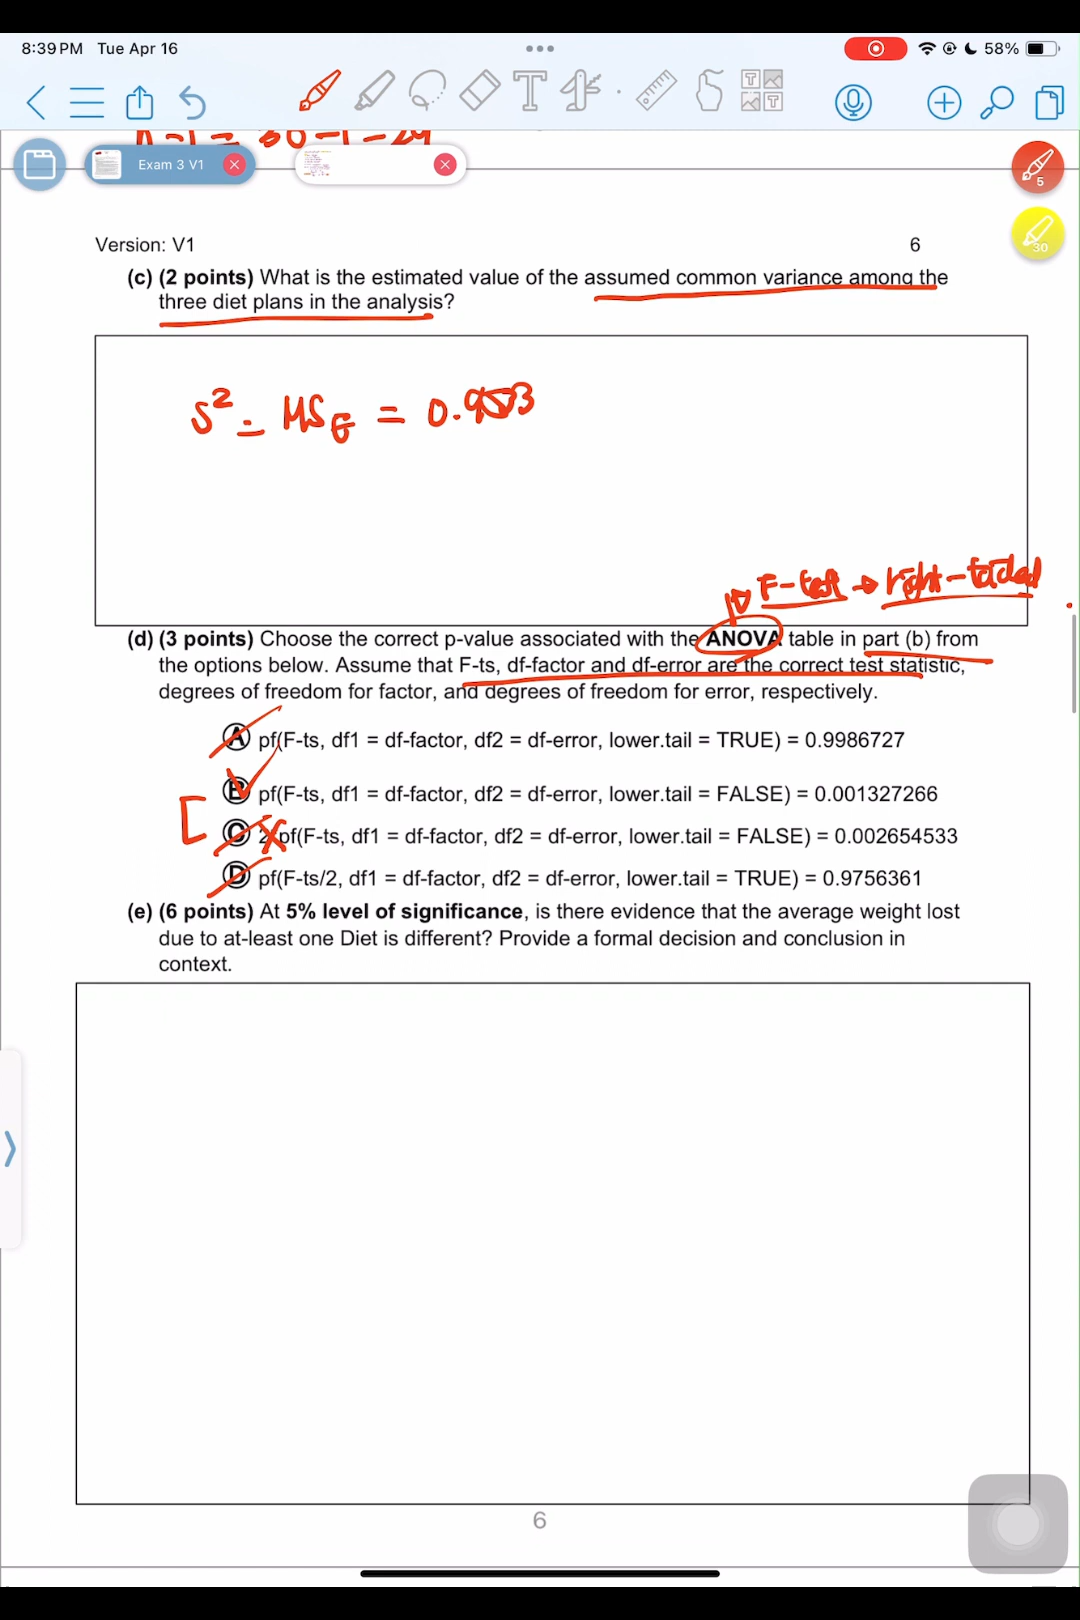 8:39 PM Tue Apr 16
58%
n-1 = 30-1 = 29
Exam 3 V1
5
30
Version: V1
6
(c) (2 points) What is the estimated value of the assumed common variance among the
three diet plans in the analysis?
S² = MS_E =
F-test → right-tailed
(d) (3 points) Choose the correct p-value associated with the ANOVA table in part (b) from
the options below. Assume that F-ts, df-factor and df-error are the correct test statistic,
degrees of freedom for factor, and degrees of freedom for error, respectively.
A pf(F-ts, df1 = df-factor, df2 = df-error, lower.tail = TRUE) = 0.9986727
B pf(F-ts, df1 = df-factor, df2 = df-error, lower.tail = FALSE) = 0.001327266
C 2*pf(F-ts, df1 = df-factor, df2 = df-error, lower.tail = FALSE) = 0.002654533
D pf(F-ts/2, df1 = df-factor, df2 = df-error, lower.tail = TRUE) = 0.9756361
(e) (6 points) At 5% level of significance, is there evidence that the average weight lost
due to at-least one Diet is different? Provide a formal decision and conclusion in
context.
6